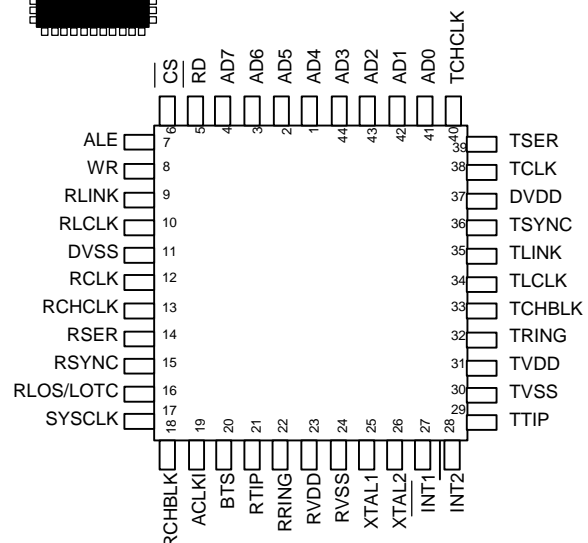 CS RD AD7 AD6 AD5 AD4 AD3 AD2 AD1 AD0 TCHCLK
6 5 4 3 2 1 44 43 42 41 40
ALE 7 39 TSER
WR 8 38 TCLK
RLINK 9 37 DVDD
RLCLK 10 36 TSYNC
DVSS 11 35 TLINK
RCLK 12 34 TLCLK
RCHCLK 13 33 TCHBLK
RSER 14 32 TRING
RSYNC 15 31 TVDD
RLOS/LOTC 16 30 TVSS
SYSCLK 17 29 TTIP
18 19 20 21 22 23 24 25 26 27 28
RCHBLK ACLKI BTS RTIP RRING RVDD RVSS XTAL1 XTAL2 INT1 INT2